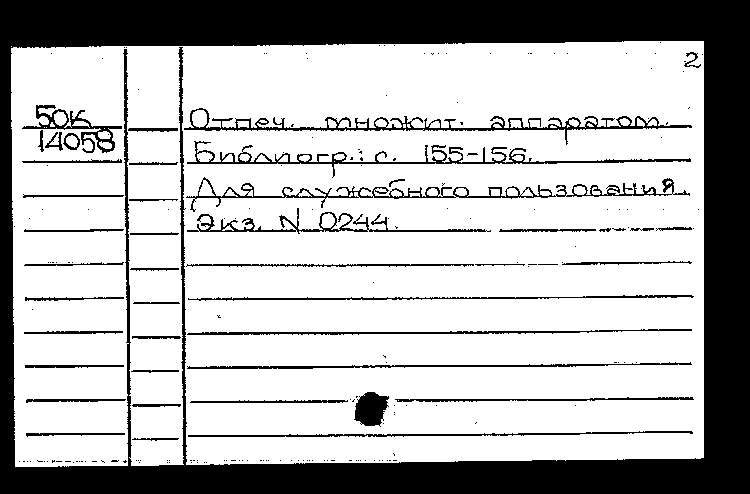 2
50К
14058
Отпеч. множит. аппаратом.
Библиогр.: с. 155-156.
Для служебного пользования.
Экз. N 0244.